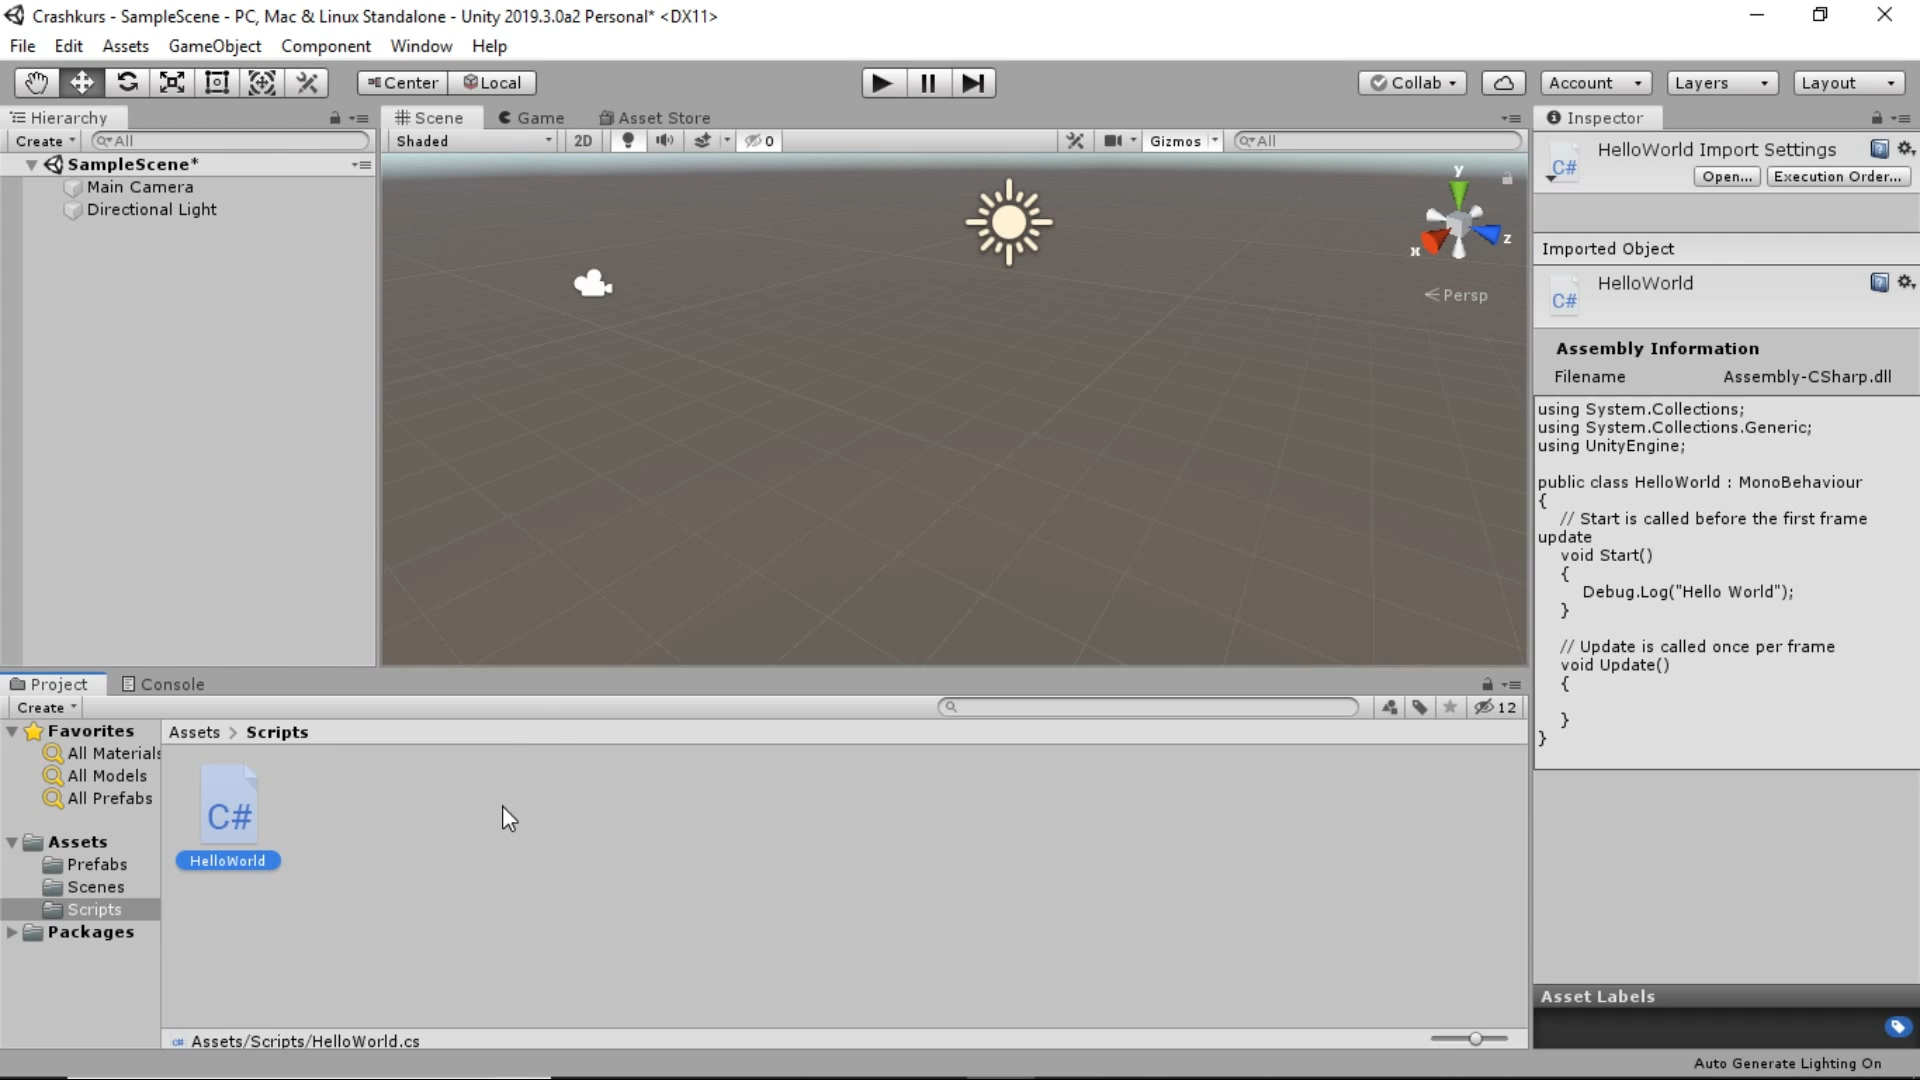 Crashkurs - SampleScene - PC, Mac & Linux Standalone - Unity 2019.3.0a2 Personal* <DX11>
File Edit Assets GameObject Component Window Help
Center Local Collab Account Layers Layout
Hierarchy
Create All
SampleScene*
Main Camera
Directional Light
Scene Game Asset Store
Shaded 2D 0 Gizmos All
y
x
z
Persp
Inspector
HelloWorld Import Settings
C#
Open... Execution Order...
Imported Object
HelloWorld
C#
Assembly Information
Filename Assembly-CSharp.dll
using System.Collections;
using System.Collections.Generic;
using UnityEngine;
public class HelloWorld : MonoBehaviour
{
// Start is called before the first frame
update
void Start()
{
Debug.Log("Hello World");
}
// Update is called once per frame
void Update()
{
}
}
Project Console
Create 12
Favorites
All Materials
All Models
All Prefabs
Assets
Prefabs
Scenes
Scripts
Packages
Assets > Scripts
C#
HelloWorld
C# Assets/Scripts/HelloWorld.cs
Asset Labels
Auto Generate Lighting On